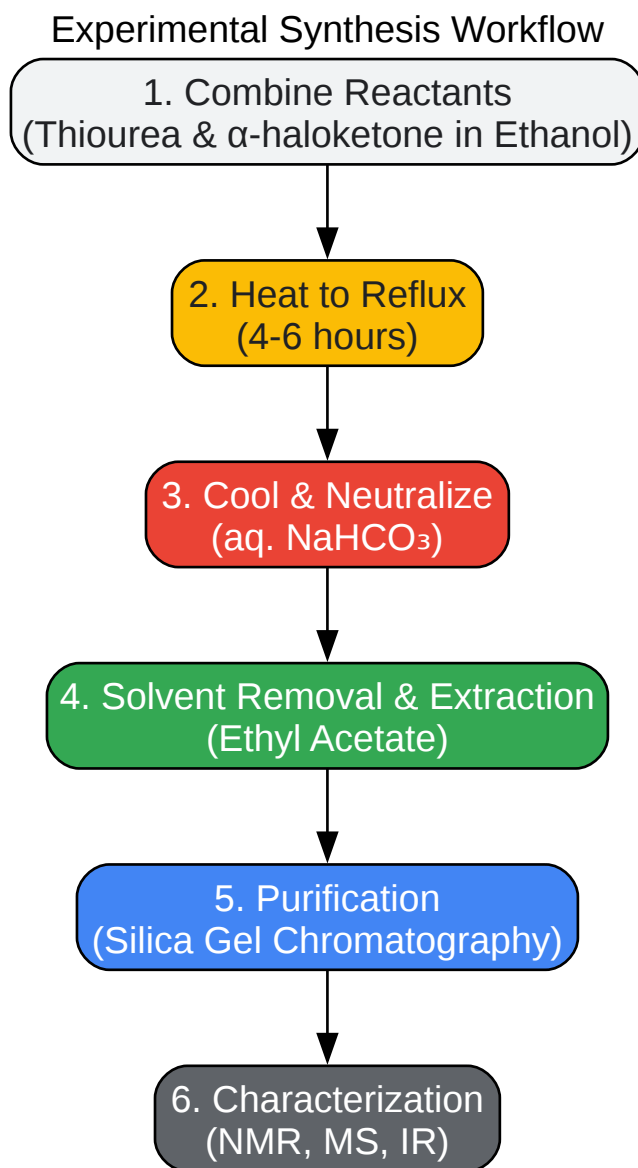 Experimental Synthesis Workflow
1. Combine Reactants
(Thiourea & α-haloketone in Ethanol)
2. Heat to Reflux
(4-6 hours)
3. Cool & Neutralize
(aq. NaHCO₃)
4. Solvent Removal & Extraction
(Ethyl Acetate)
5. Purification
(Silica Gel Chromatography)
6. Characterization
(NMR, MS, IR)